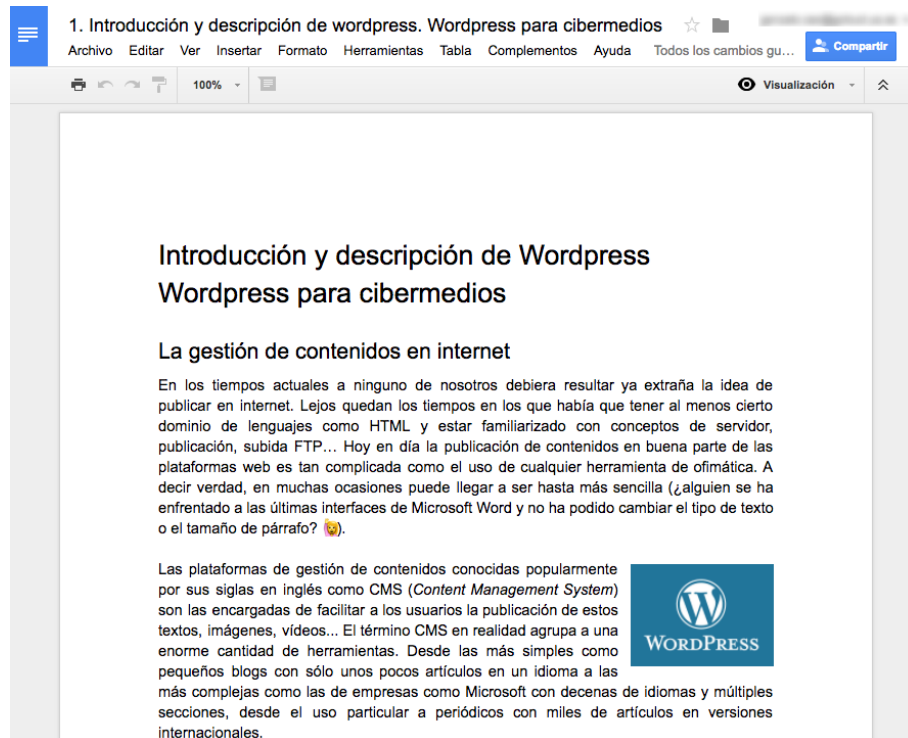 1. Introducción y descripción de wordpress. Wordpress para cibermedios
Archivo Editar Ver Insertar Formato Herramientas Tabla Complementos Ayuda Todos los cambios gu...
Compartir
100%
Visualización
Introducción y descripción de Wordpress
Wordpress para cibermedios
La gestión de contenidos en internet
En los tiempos actuales a ninguno de nosotros debiera resultar ya extraña la idea de
publicar en internet. Lejos quedan los tiempos en los que había que tener al menos cierto
dominio de lenguajes como HTML y estar familiarizado con conceptos de servidor,
publicación, subida FTP... Hoy en día la publicación de contenidos en buena parte de las
plataformas web es tan complicada como el uso de cualquier herramienta de ofimática. A
decir verdad, en muchas ocasiones puede llegar a ser hasta más sencilla (¿alguien se ha
enfrentado a las últimas interfaces de Microsoft Word y no ha podido cambiar el tipo de texto
o el tamaño de párrafo? 🙋).
Las plataformas de gestión de contenidos conocidas popularmente
por sus siglas en inglés como CMS (Content Management System)
son las encargadas de facilitar a los usuarios la publicación de estos
textos, imágenes, vídeos... El término CMS en realidad agrupa a una
enorme cantidad de herramientas. Desde las más simples como
pequeños blogs con sólo unos pocos artículos en un idioma a las
más complejas como las de empresas como Microsoft con decenas de idiomas y múltiples
secciones, desde el uso particular a periódicos con miles de artículos en versiones
internacionales.
WORDPRESS